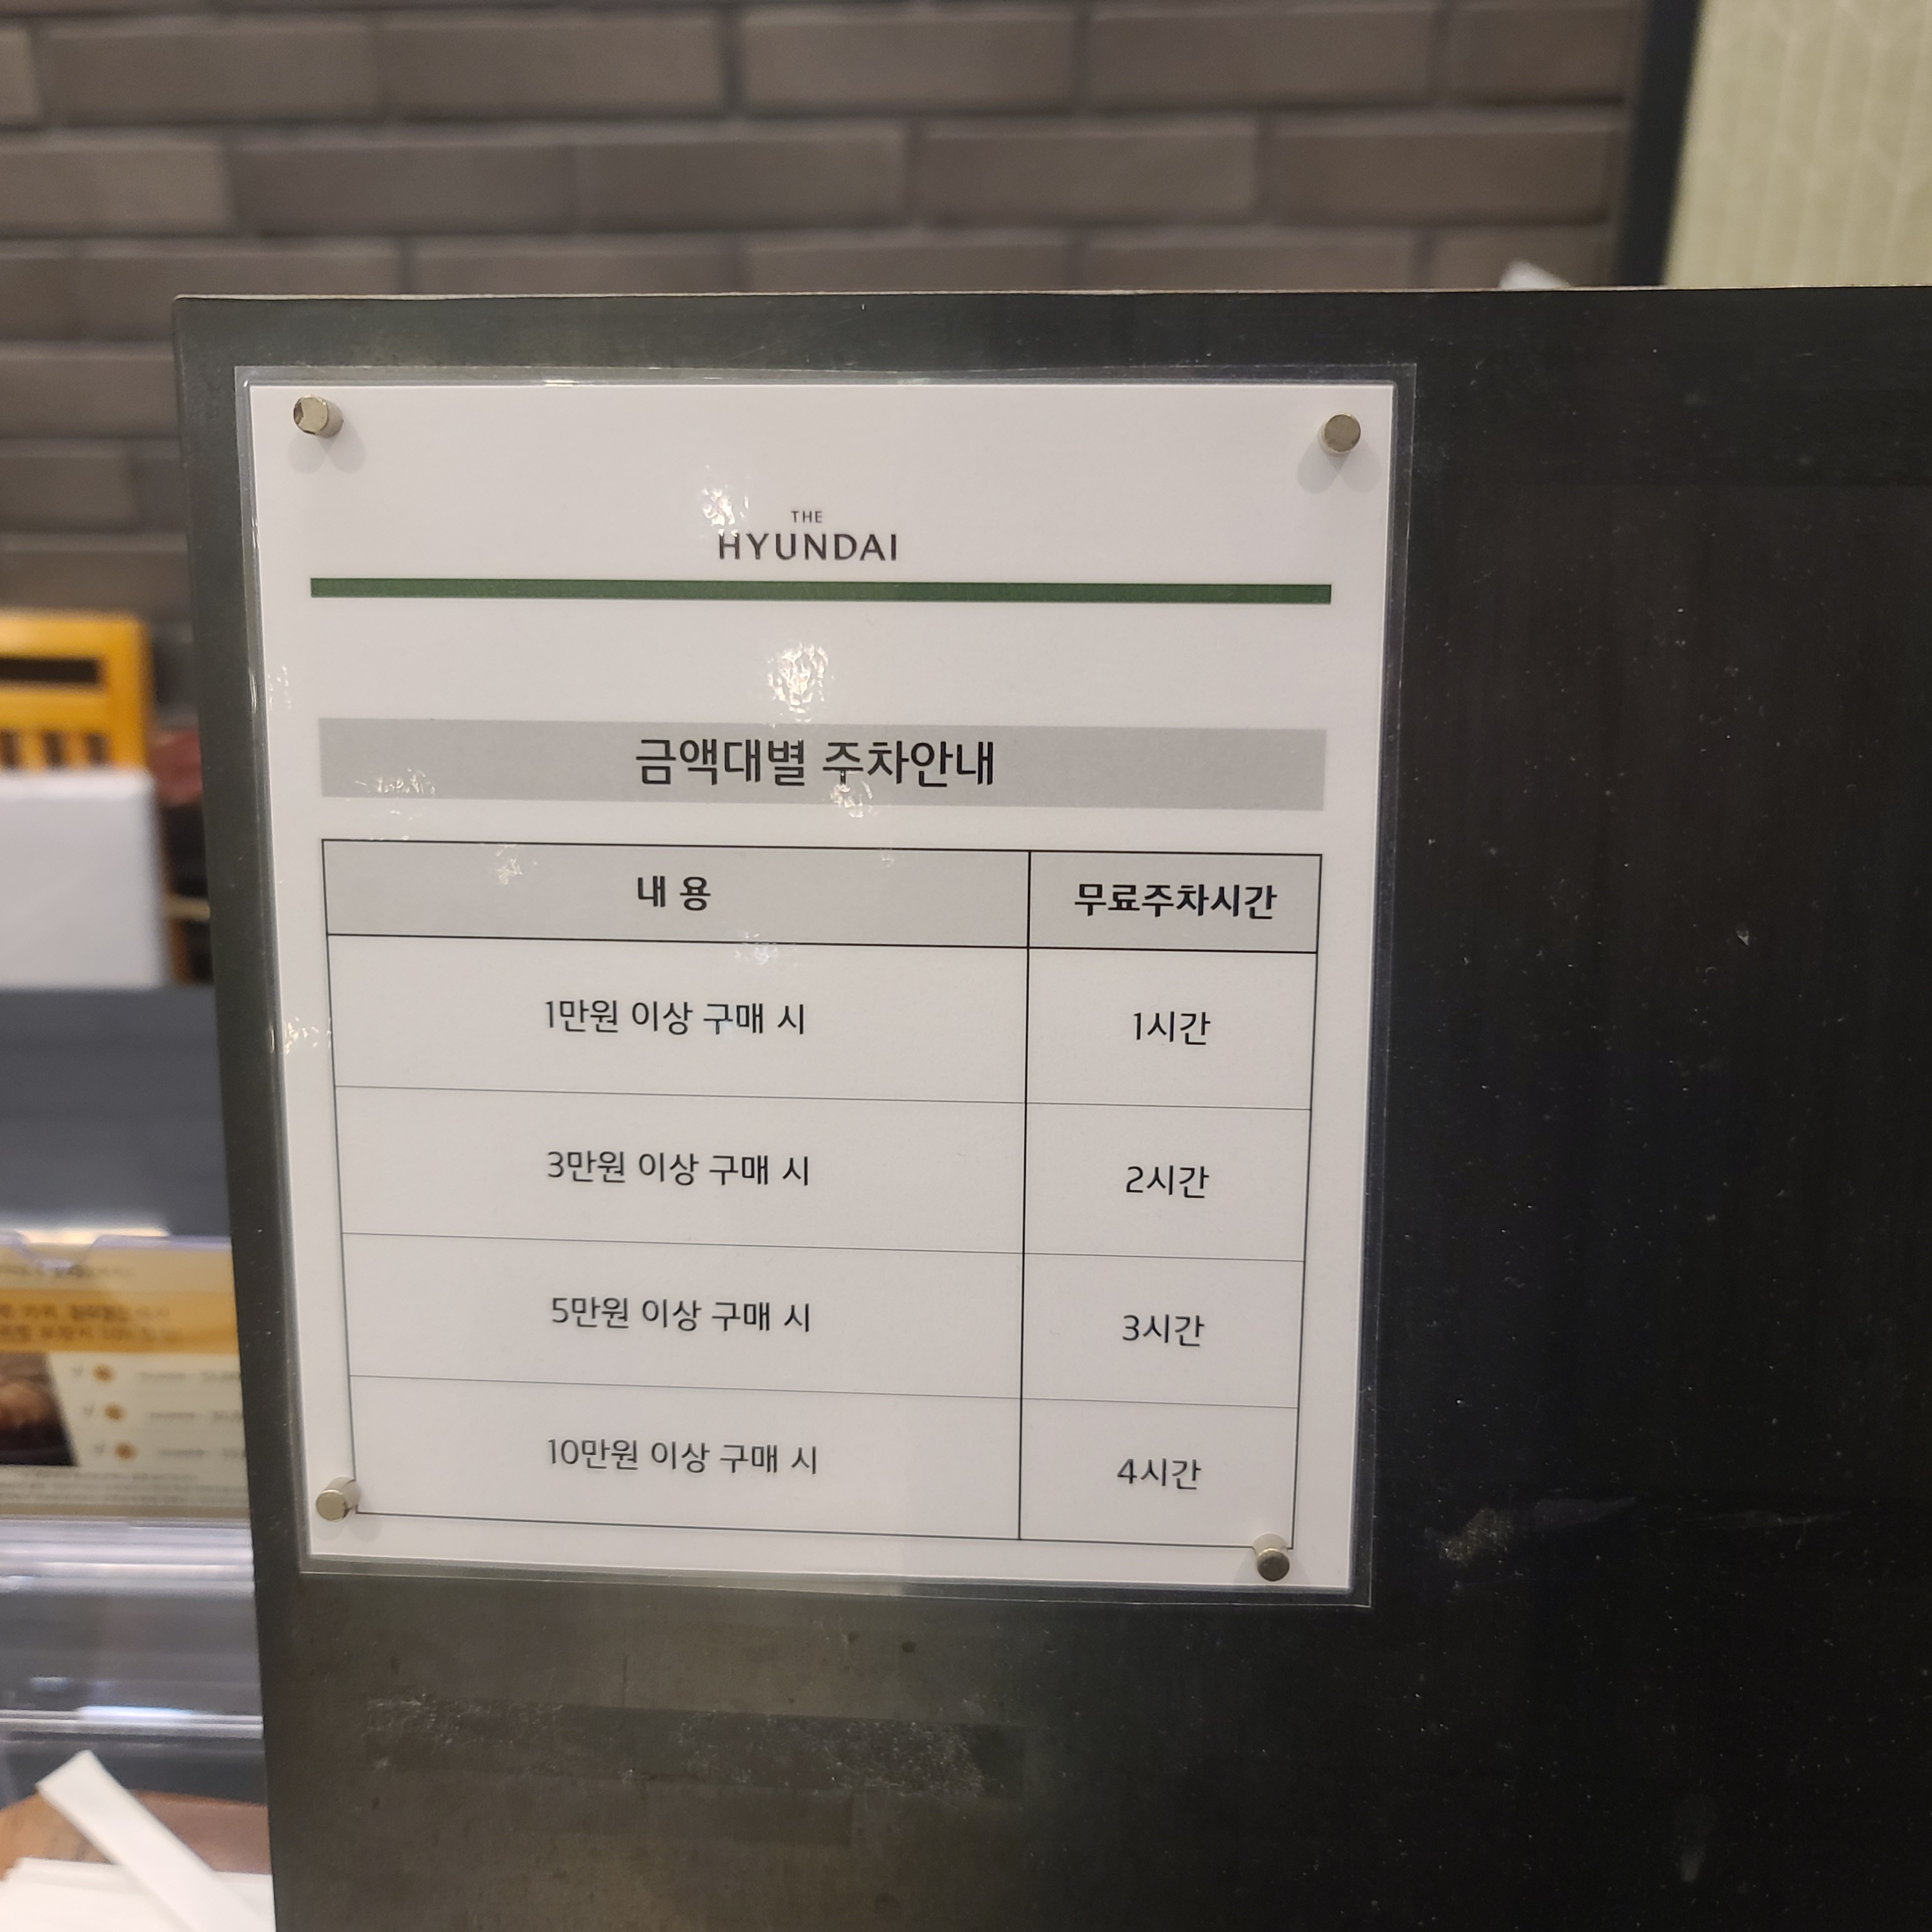 THE
HYUNDAI
금액대별 주차안내
내 용 무료주차시간
1만원 이상 구매 시 1시간
3만원 이상 구매 시 2시간
5만원 이상 구매 시 3시간
10만원 이상 구매 시 4시간